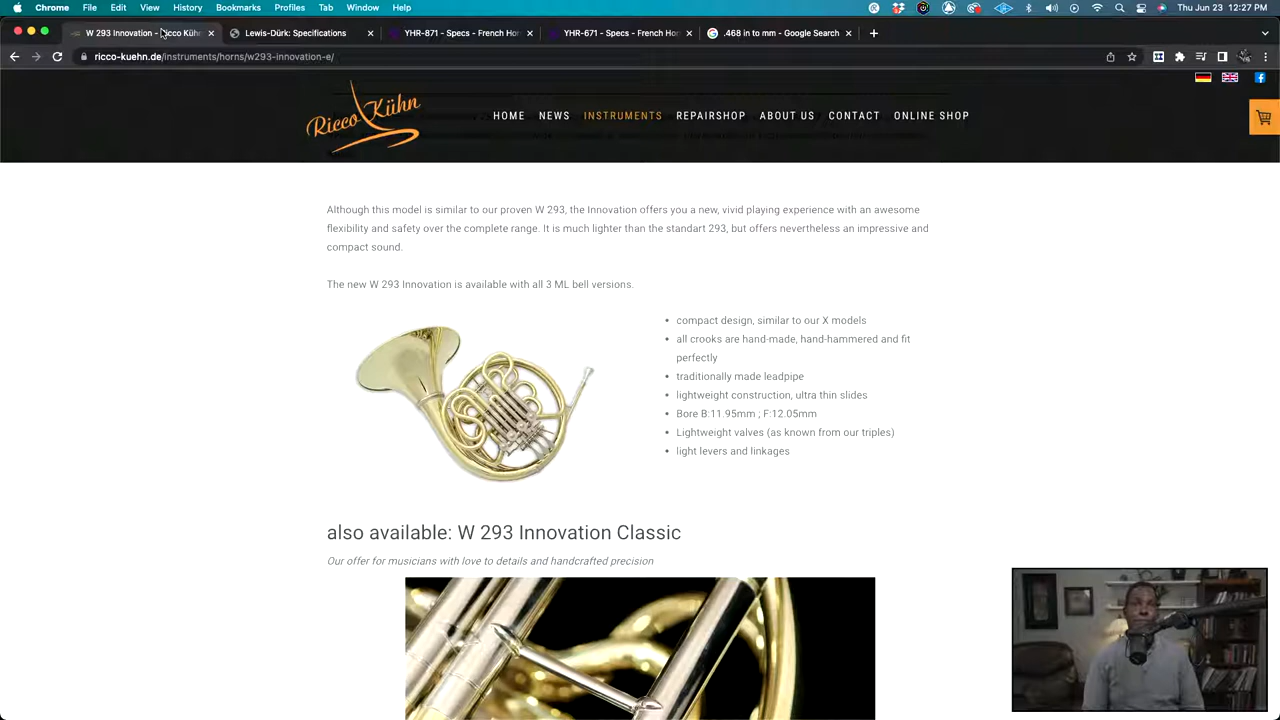 Chrome File Edit View History Bookmarks Profiles Tab Window Help Thu Jun 23 12:27 PM
W 293 Innovation - Ricco Kühn Lewis-Dürk: Specifications YHR-871 - Specs - French Hor YHR-671 - Specs - French Hor .468 in to mm - Google Search
ricco-kuehn.de/instruments/horns/w293-innovation-e/
Ricco Kühn
HOME NEWS INSTRUMENTS REPAIRSHOP ABOUT US CONTACT ONLINE SHOP
Although this model is similar to our proven W 293, the Innovation offers you a new, vivid playing experience with an awesome
flexibility and safety over the complete range. It is much lighter than the standart 293, but offers nevertheless an impressive and
compact sound.
The new W 293 Innovation is available with all 3 ML bell versions.
• compact design, similar to our X models
• all crooks are hand-made, hand-hammered and fit
perfectly
• traditionally made leadpipe
• lightweight construction, ultra thin slides
• Bore B:11.95mm ; F:12.05mm
• Lightweight valves (as known from our triples)
• light levers and linkages
also available: W 293 Innovation Classic
Our offer for musicians with love to details and handcrafted precision